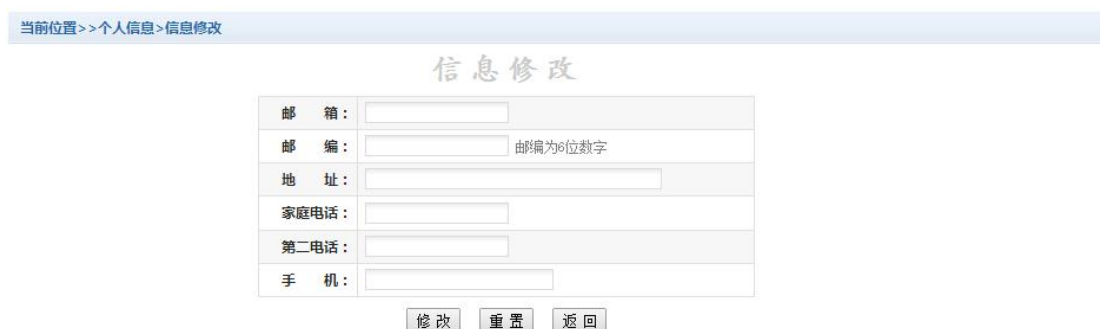 当前位置>>个人信息>信息修改
信息修改
邮 箱：
邮 编： 邮编为6位数字
地 址：
家庭电话：
第二电话：
手 机：
修改 重置 返回